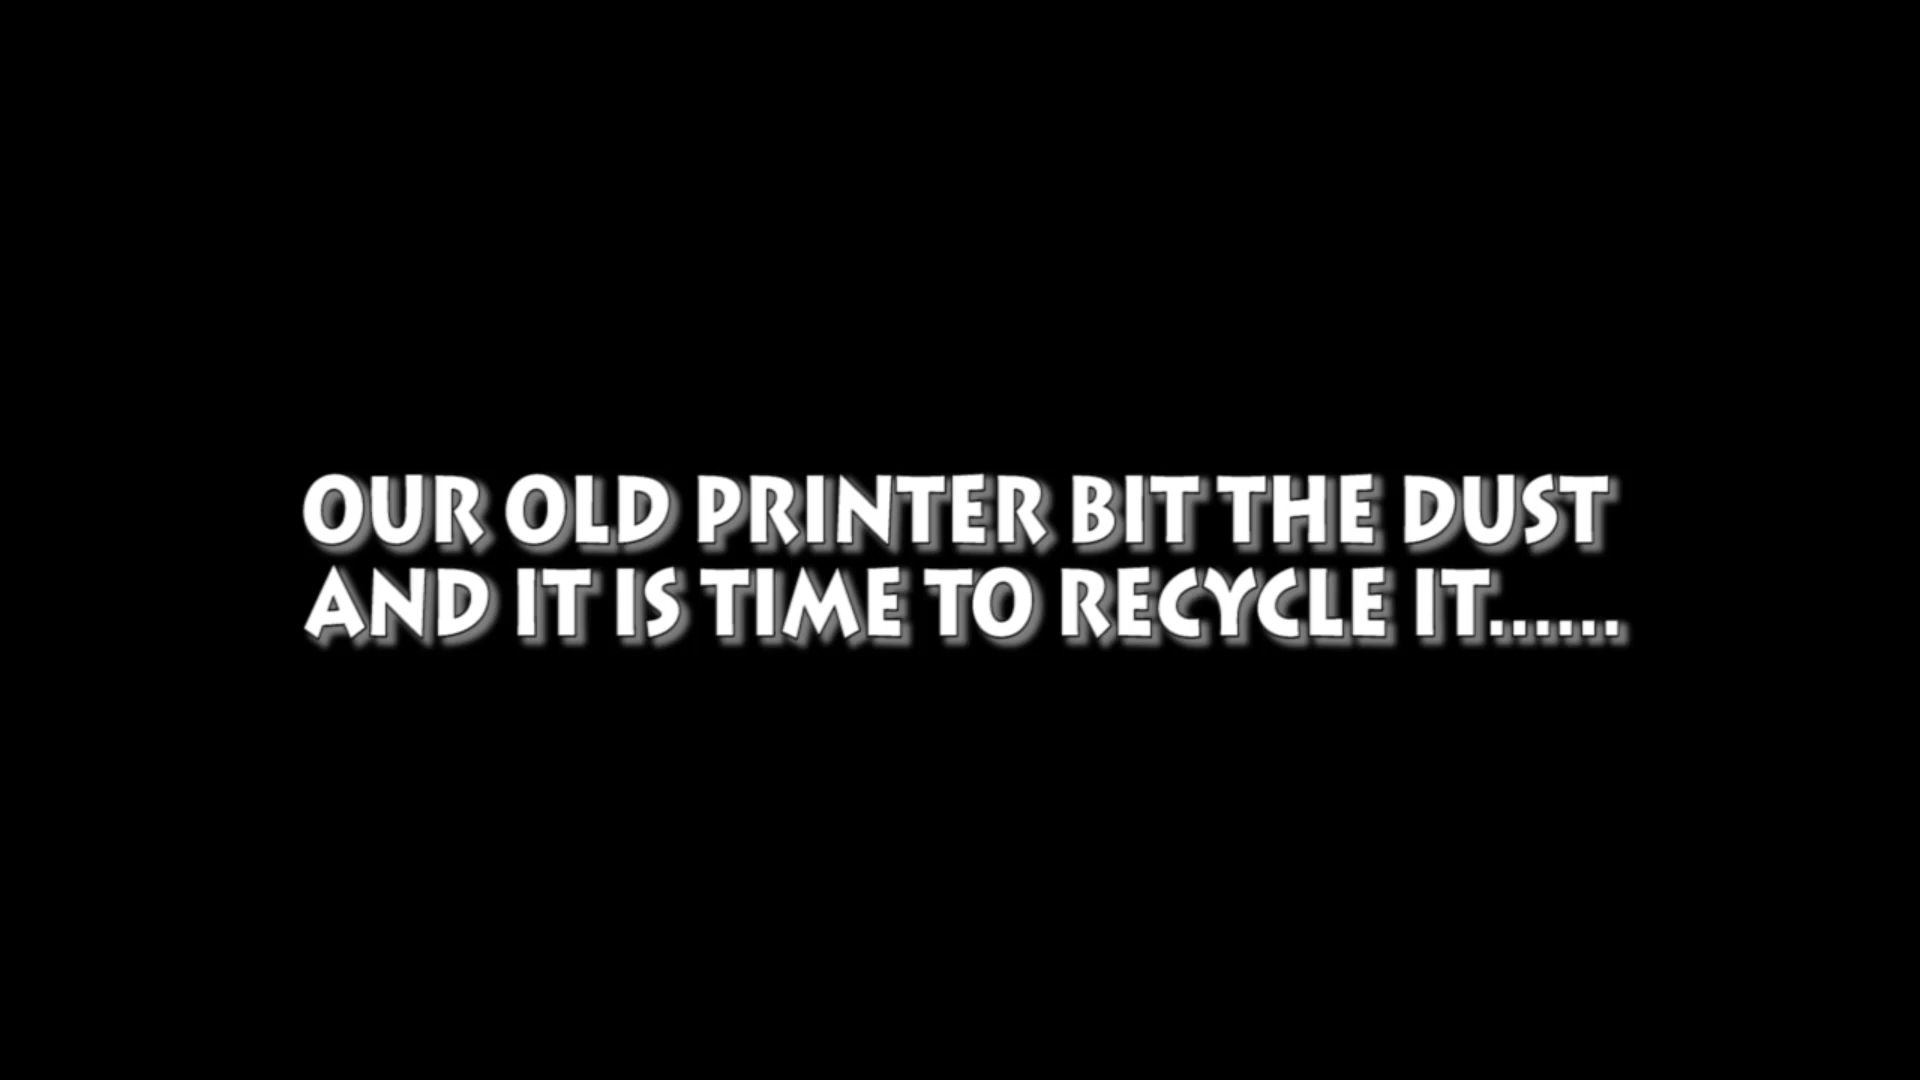 OUR OLD PRINTER BIT THE DUST
AND IT IS TIME TO RECYCLE IT......